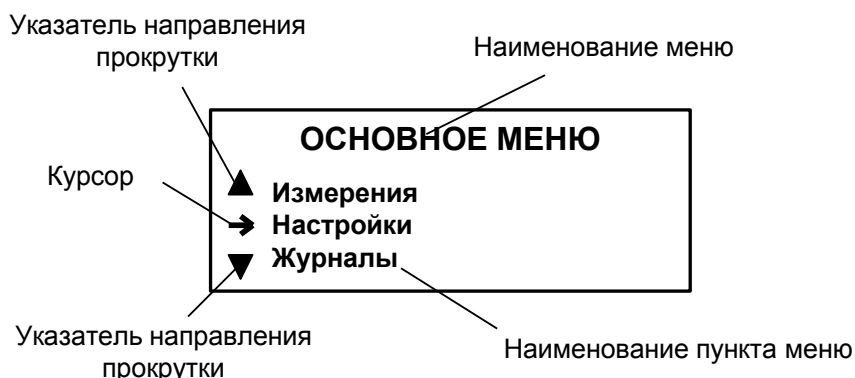 Указатель направления
прокрутки
Наименование меню
ОСНОВНОЕ МЕНЮ
Курсор
Измерения
Настройки
Журналы
Указатель направления
прокрутки
Наименование пункта меню